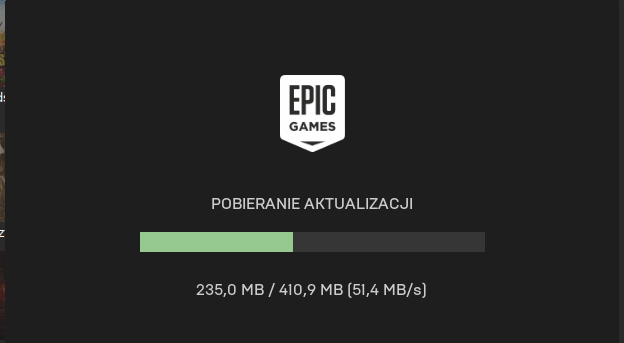 EPIC
GAMES
POBIERANIE AKTUALIZACJI
235,0 MB / 410,9 MB (51,4 MB/s)